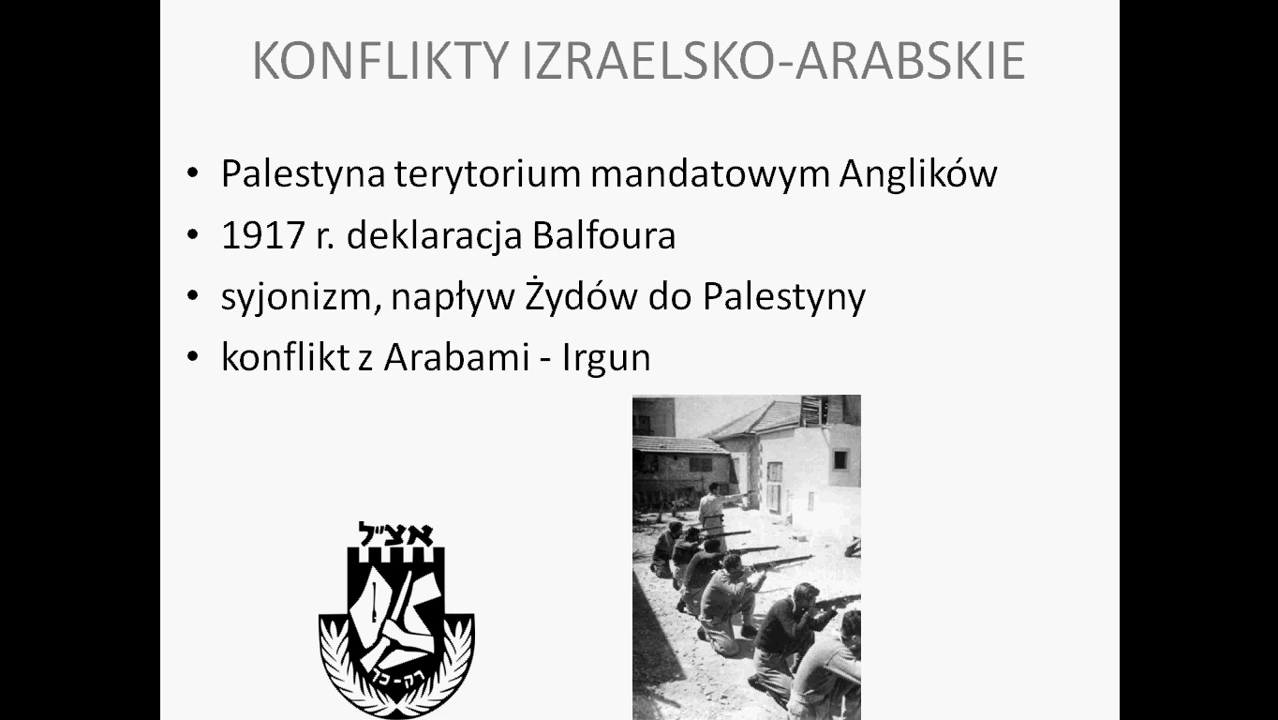 KONFLIKTY IZRAELSKO-ARABSKIE
• Palestyna terytorium mandatowym Anglików
• 1917 r. deklaracja Balfoura
• syjonizm, napływ Żydów do Palestyny
• konflikt z Arabami - Irgun
אצ״ל
רק-כך